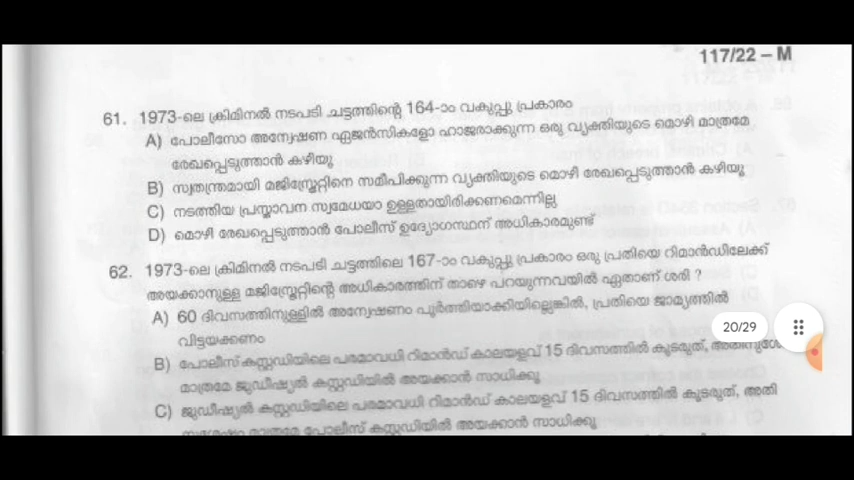 117/22 – M
61. 1973-ലെ ക്രിമിനൽ നടപടി ചട്ടത്തിന്റെ 164-ാം വകുപ്പു പ്രകാരം
A) പോലീസോ അന്വേഷണ ഏജൻസികളോ ഹാജരാക്കുന്ന ഒരു വ്യക്തിയുടെ മൊഴി മാത്രമേ
രേഖപ്പെടുത്താൻ കഴിയൂ
B) സ്വതന്ത്രമായി മജിസ്ട്രേറ്റിനെ സമീപിക്കുന്ന വ്യക്തിയുടെ മൊഴി രേഖപ്പെടുത്താൻ കഴിയൂ
C) നടത്തിയ പ്രസ്താവന സ്വമേധയാ ഉള്ളതായിരിക്കണമെന്നില്ല
D) മൊഴി രേഖപ്പെടുത്താൻ പോലീസ് ഉദ്യോഗസ്ഥന് അധികാരമുണ്ട്
62. 1973-ലെ ക്രിമിനൽ നടപടി ചട്ടത്തിലെ 167-ാം വകുപ്പു പ്രകാരം ഒരു പ്രതിയെ റിമാൻഡിലേക്ക്
അയക്കാനുള്ള മജിസ്ട്രേറ്റിന്റെ അധികാരത്തിന് താഴെ പറയുന്നവയിൽ ഏതാണ് ശരി ?
A) 60 ദിവസത്തിനുള്ളിൽ അന്വേഷണം പൂർത്തിയാക്കിയില്ലെങ്കിൽ, പ്രതിയെ ജാമ്യത്തിൽ
വിട്ടയക്കണം
20/29
B) പോലീസ് കസ്റ്റഡിയിലെ പരമാവധി റിമാൻഡ് കാലയളവ് 15 ദിവസത്തിൽ കൂടരുത്,
മാത്രമേ ജുഡീഷ്യൽ കസ്റ്റഡിയിൽ അയക്കാൻ സാധിക്കൂ
C) ജുഡീഷ്യൽ കസ്റ്റഡിയിലെ പരമാവധി റിമാൻഡ് കാലയളവ് 15 ദിവസത്തിൽ കൂടരുത്, അതി
മാത്രമേ പോലീസ് കസ്റ്റഡിയിൽ അയക്കാൻ സാധിക്കൂ